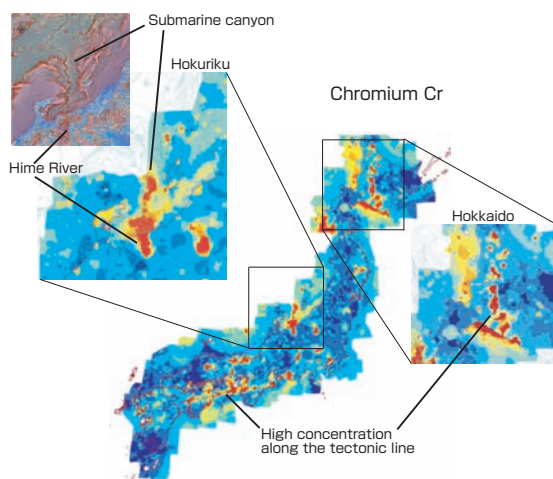 Submarine canyon
Hokuriku
Chromium Cr
Hime River
Hokkaido
High concentration
along the tectonic line